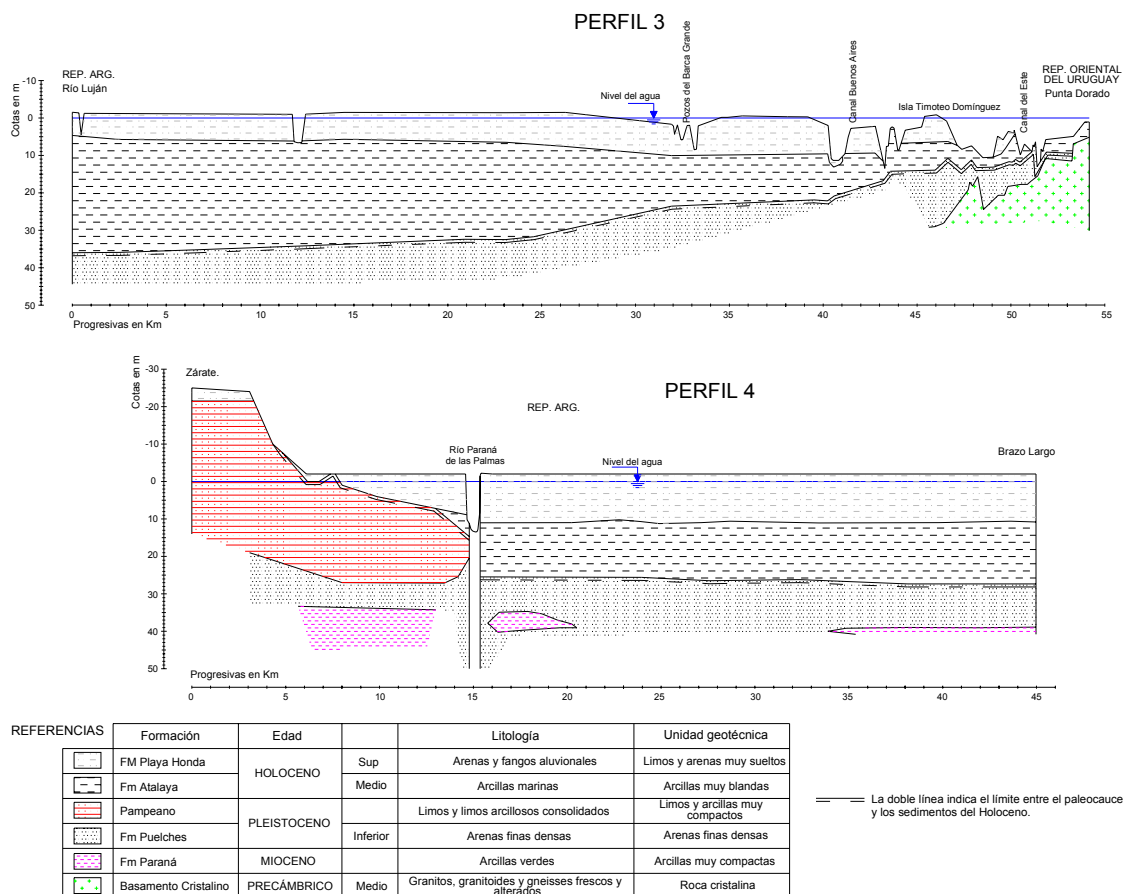 PERFIL 3
REP. ARG.
Río Luján
Nivel del agua
Pozos del Barca Grande
Canal Buenos Aires
Isla Timoteo Domínguez
Canal del Este
REP. ORIENTAL
DEL URUGUAY
Punta Dorado
Cotas en m
-10
0
10
20
30
40
50
0 5 10 15 20 25 30 35 40 45 50 55
Progresivas en Km
PERFIL 4
Zárate.
REP. ARG.
Río Paraná
de las Palmas
Nivel del agua
Brazo Largo
Cotas en m
-30
-20
-10
0
10
20
30
40
50
Progresivas en Km
0 5 10 15 20 25 30 35 40 45
REFERENCIAS
Formación Edad Litología Unidad geotécnica
FM Playa Honda HOLOCENO Sup Arenas y fangos aluvionales Limos y arenas muy sueltos
Fm Atalaya Medio Arcillas marinas Arcillas muy blandas
Pampeano PLEISTOCENO Limos y limos arcillosos consolidados Limos y arcillas muy
compactos
Fm Puelches Inferior Arenas finas densas Arenas finas densas
Fm Paraná MIOCENO Arcillas verdes Arcillas muy compactas
Basamento Cristalino PRECÁMBRICO Medio Granitos, granitoides y gneisses frescos y
alterados Roca cristalina
La doble línea indica el límite entre el paleocauce
y los sedimentos del Holoceno.